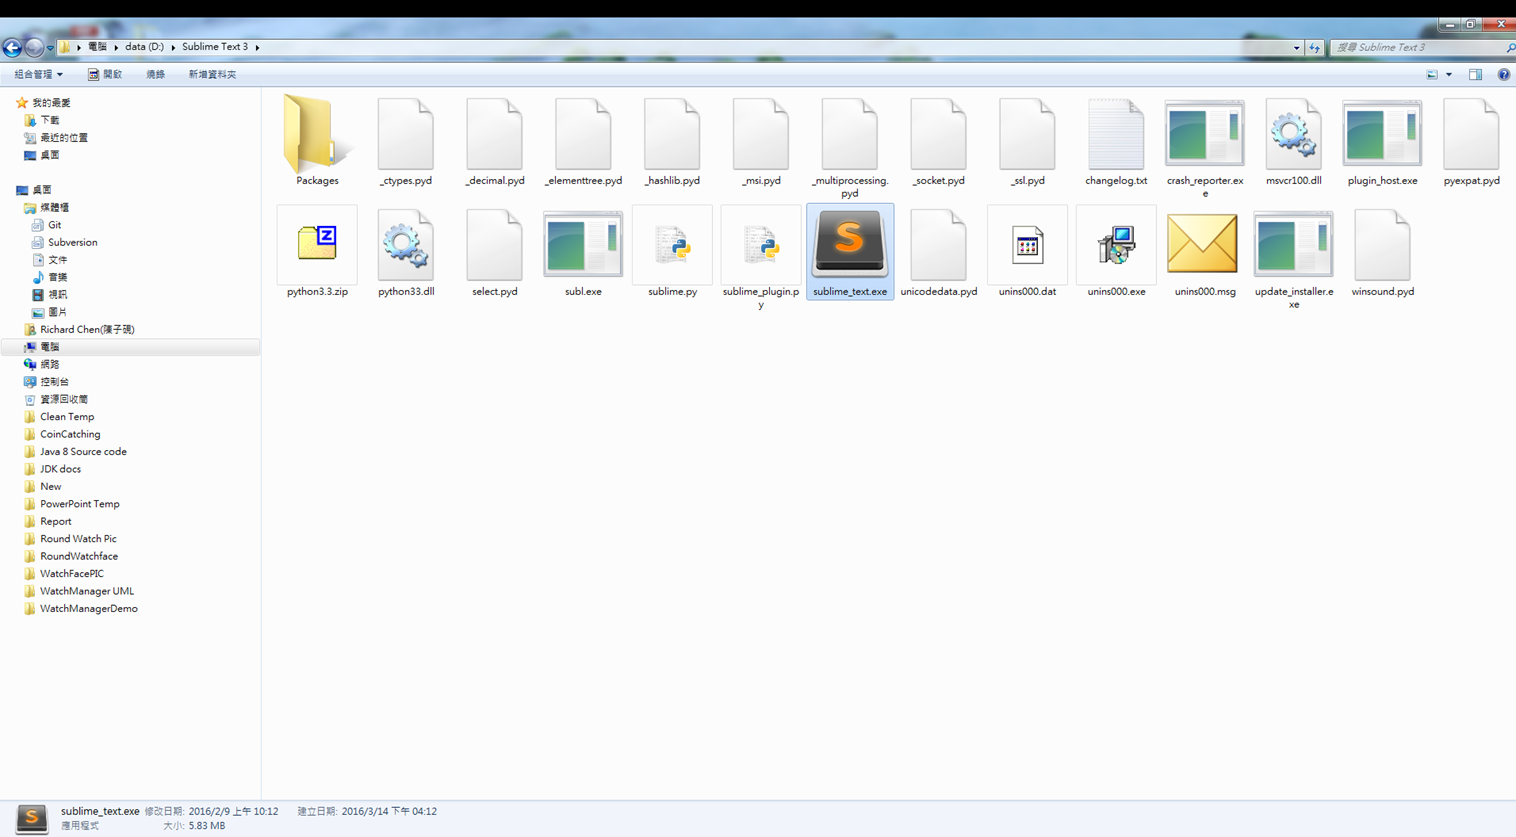 電腦 data (D:) Sublime Text 3
搜尋 Sublime Text 3
組合管理 開啟 燒錄 新增資料夾
我的最愛
下載
最近的位置
桌面
桌面
媒體櫃
Git
Subversion
文件
音樂
視訊
圖片
Richard Chen(陳子硯)
電腦
網路
控制台
資源回收筒
Clean Temp
CoinCatching
Java 8 Source code
JDK docs
New
PowerPoint Temp
Report
Round Watch Pic
RoundWatchface
WatchFacePIC
WatchManager UML
WatchManagerDemo
Packages
_ctypes.pyd
_decimal.pyd
_elementtree.pyd
_hashlib.pyd
_msi.pyd
_multiprocessing.
pyd
_socket.pyd
_ssl.pyd
changelog.txt
crash_reporter.ex
e
msvcr100.dll
plugin_host.exe
pyexpat.pyd
python3.3.zip
python33.dll
select.pyd
subl.exe
sublime.py
sublime_plugin.p
y
sublime_text.exe
unicodedata.pyd
unins000.dat
unins000.exe
unins000.msg
update_installer.e
xe
winsound.pyd
sublime_text.exe 修改日期: 2016/2/9 上午 10:12 建立日期: 2016/3/14 下午 04:12
應用程式 大小: 5.83 MB